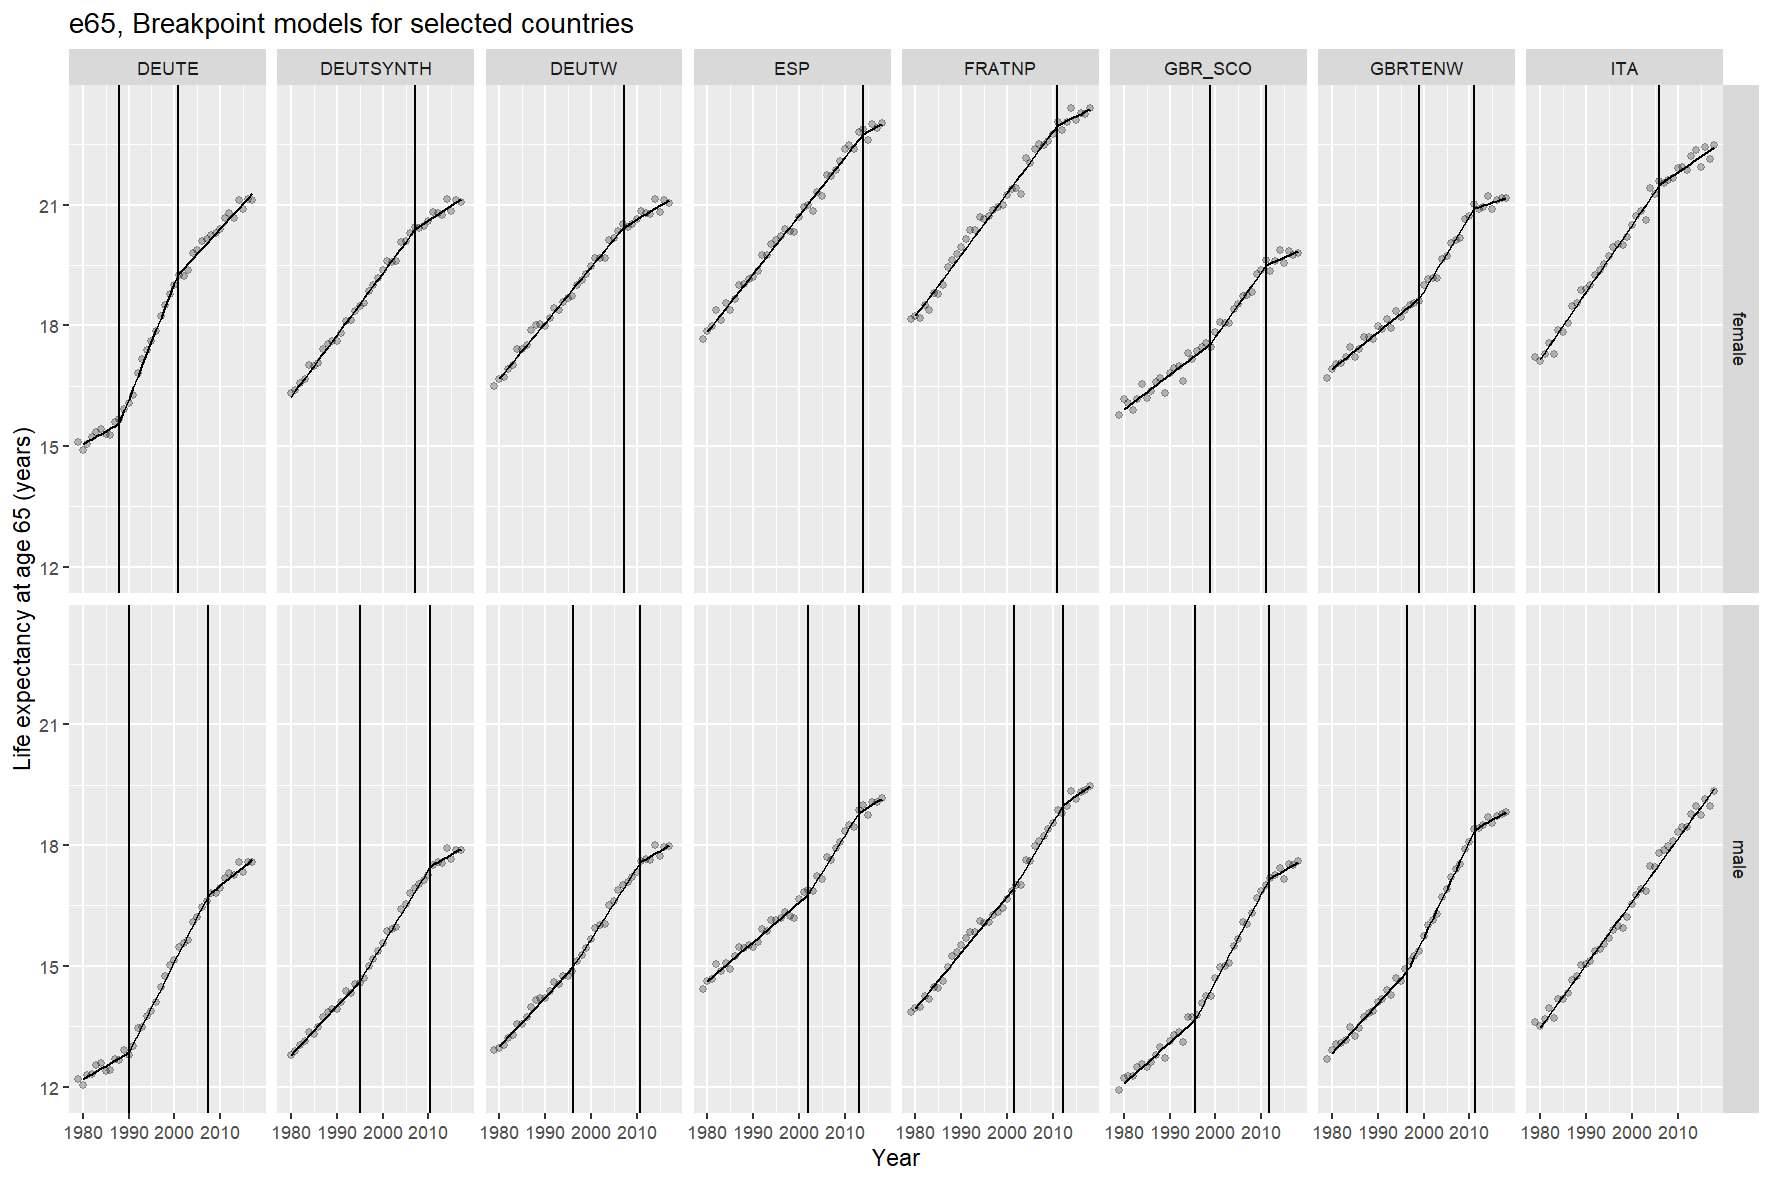 e65, Breakpoint models for selected countries
DEUTE DEUTSYNTH DEUTW ESP FRATNP GBR_SCO GBRTENW ITA
Life expectancy at age 65 (years)
21
18
15
12
female
21
18
15
12
male
1980 1990 2000 2010 1980 1990 2000 2010 1980 1990 2000 2010 1980 1990 2000 2010 1980 1990 2000 2010 1980 1990 2000 2010 1980 1990 2000 2010 1980 1990 2000 2010
Year